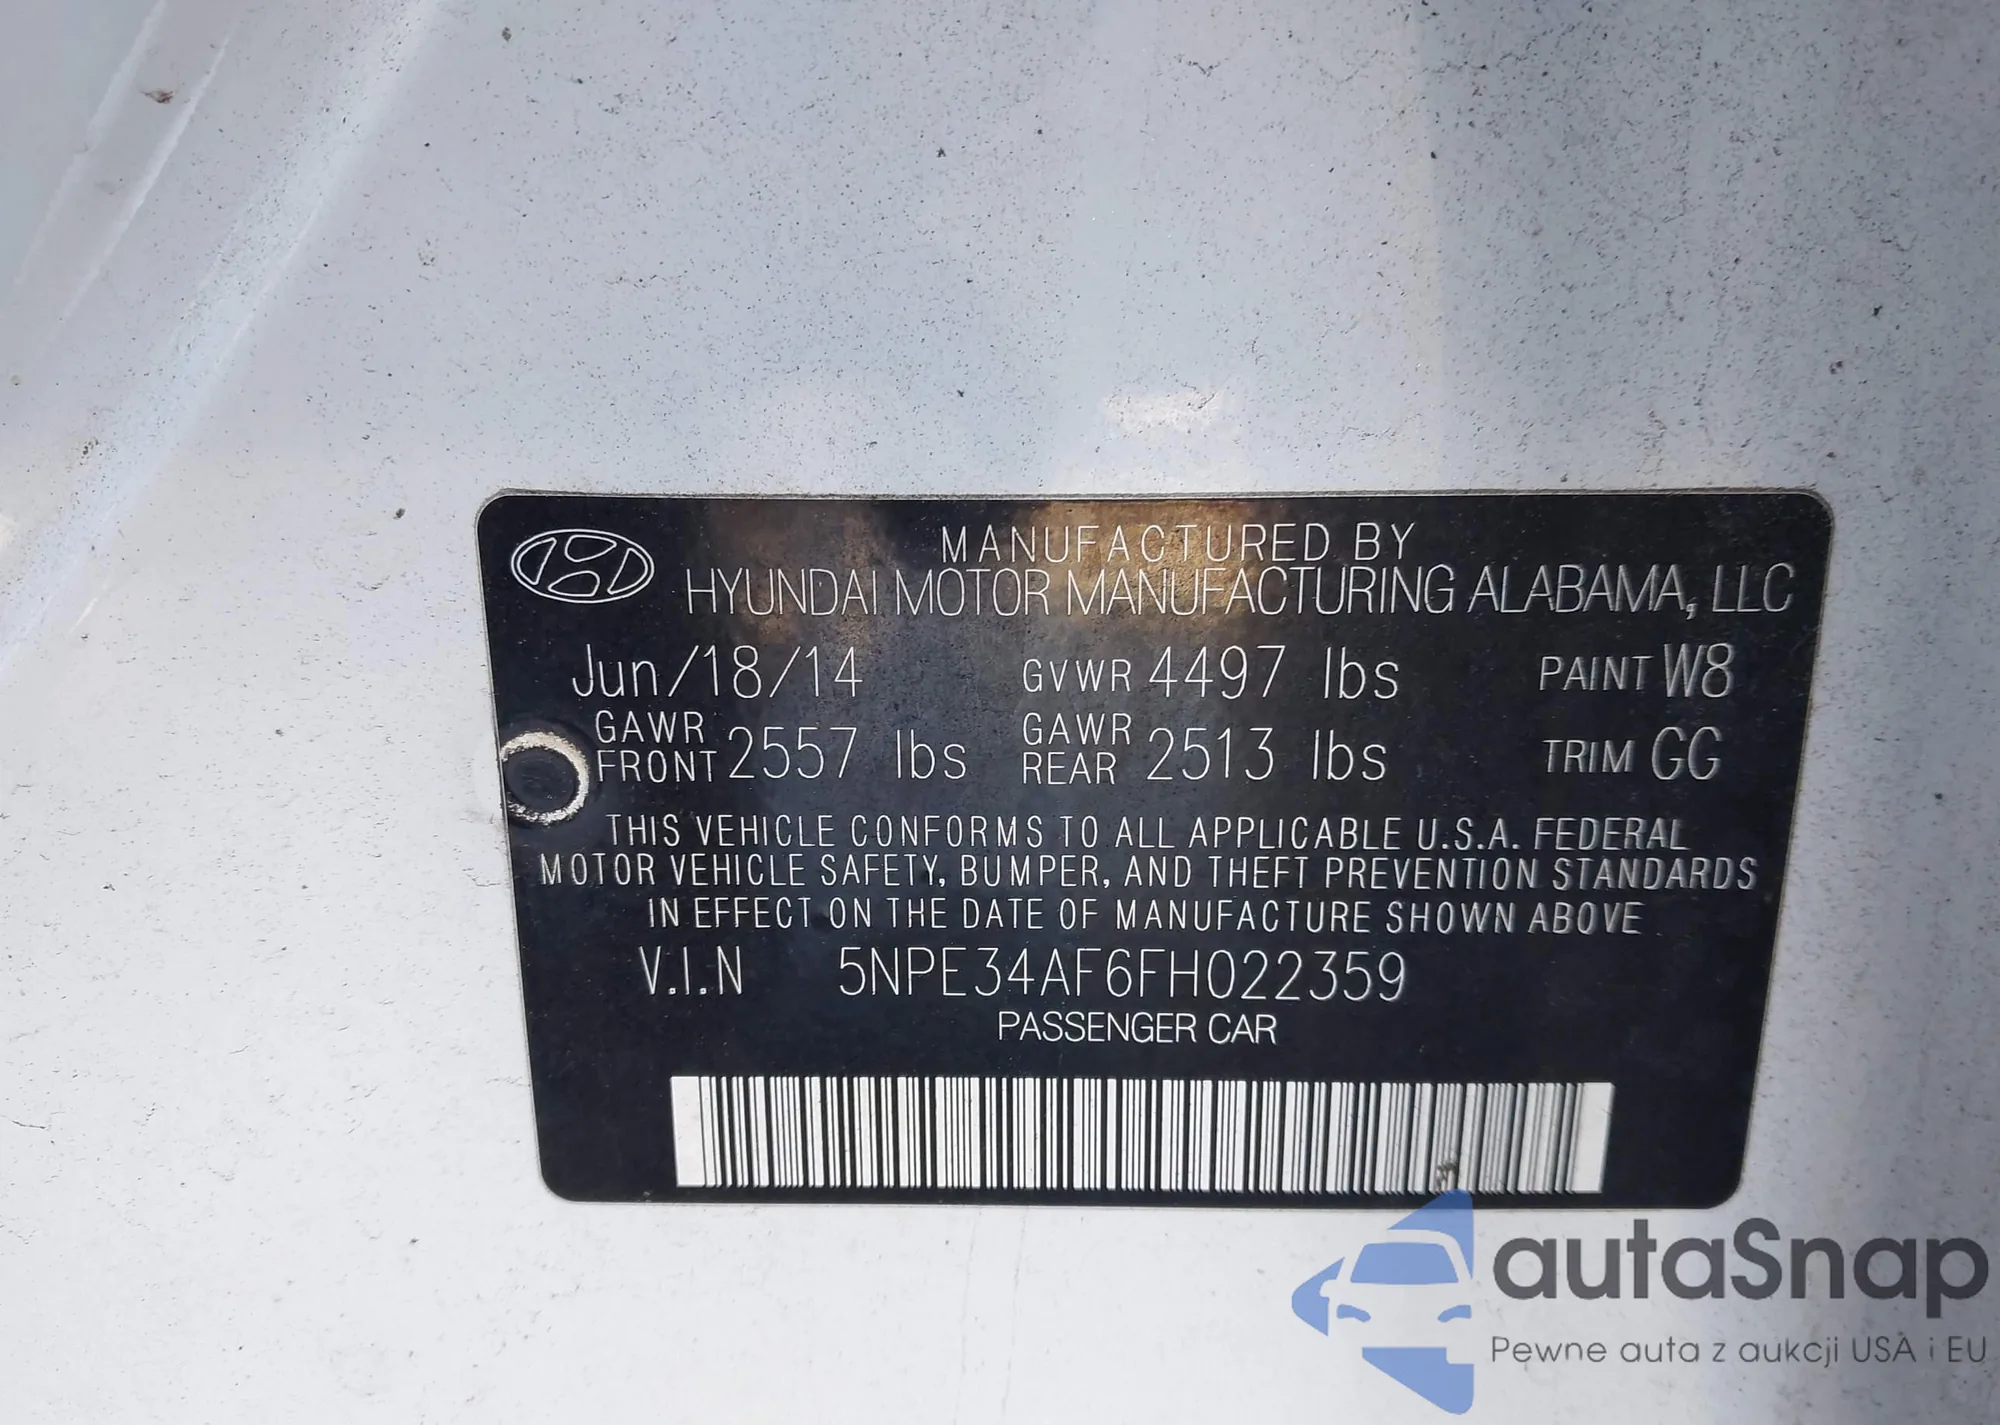 MANUFACTURED BY
HYUNDAI MOTOR MANUFACTURING ALABAMA, LLC
Jun/18/14 GVWR 4497 lbs PAINT W8
GAWR FRONT 2557 lbs GAWR REAR 2513 lbs TRIM GG
THIS VEHICLE CONFORMS TO ALL APPLICABLE U.S.A. FEDERAL
MOTOR VEHICLE SAFETY, BUMPER, AND THEFT PREVENTION STANDARDS
IN EFFECT ON THE DATE OF MANUFACTURE SHOWN ABOVE
V.I.N 5NPE34AF6FH022359
PASSENGER CAR
autaSnap
Pewne auta z aukcji USA i EU